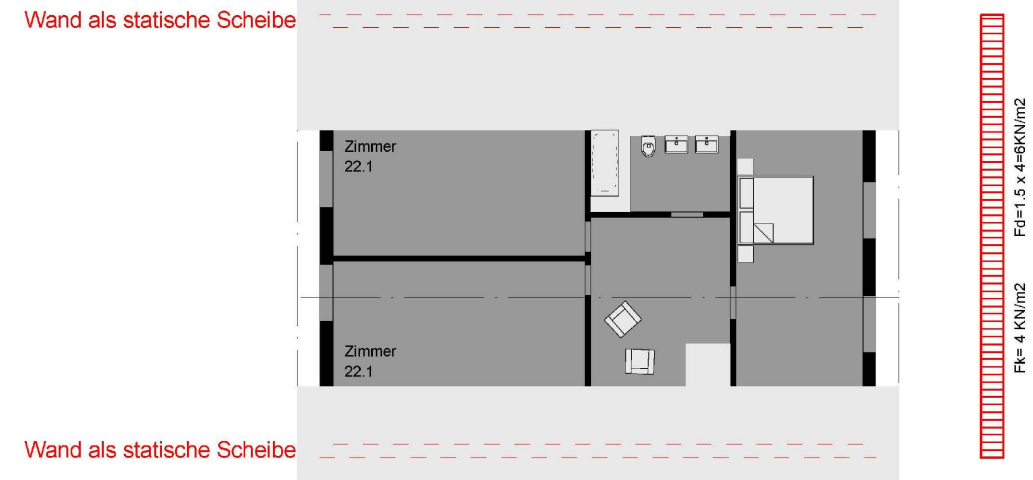 Wand als statische Scheibe
Zimmer
22.1
Fd=1.5 x 4=6KN/m2
Fk= 4 KN/m2
Zimmer
22.1
Wand als statische Scheibe